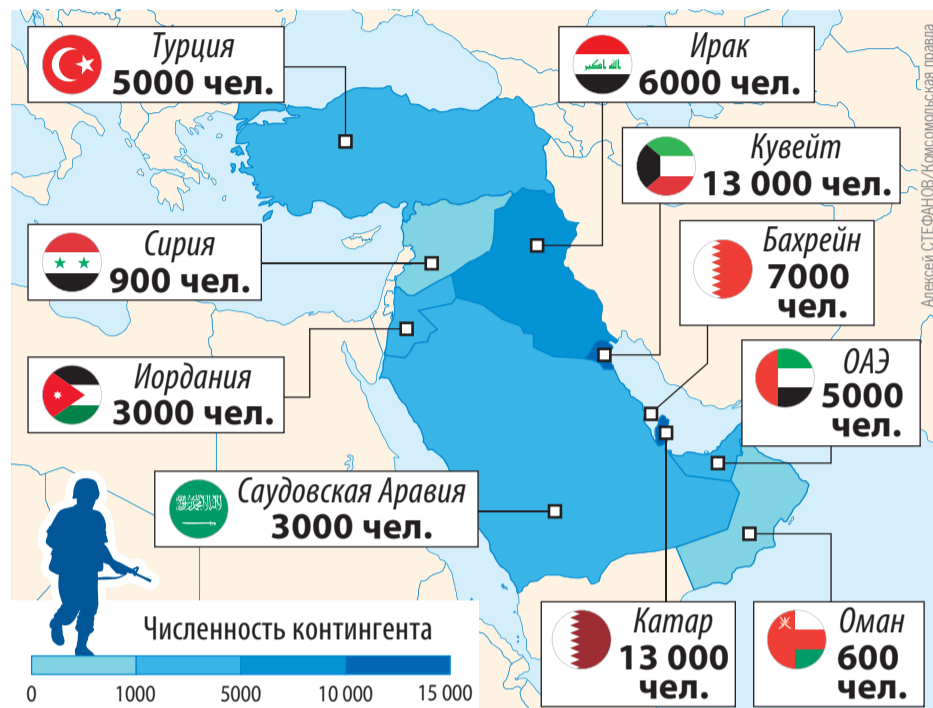 Турция
5000 чел.
Ирак
6000 чел.
Кувейт
13 000 чел.
Бахрейн
7000
чел.
Сирия
900 чел.
Иордания
3000 чел.
ОАЭ
5000
чел.
Саудовская Аравия
3000 чел.
Катар
13 000
чел.
Оман
600
чел.
Численность контингента
0 1000 5000 10 000 15 000
Алексей СТЕФАНОВ/Комсомольская правда